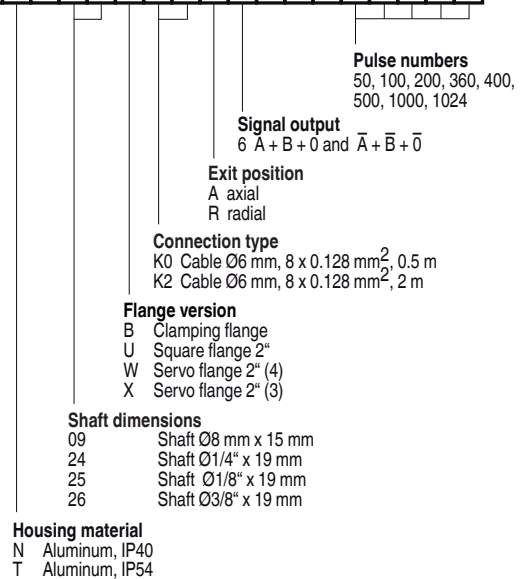 Pulse numbers
50, 100, 200, 360, 400,
500, 1000, 1024
Signal output
6 A + B + 0 and A̅ + B̅ + 0̅
Exit position
A axial
R radial
Connection type
K0 Cable Ø6 mm, 8 x 0.128 mm², 0.5 m
K2 Cable Ø6 mm, 8 x 0.128 mm², 2 m
Flange version
B Clamping flange
U Square flange 2“
W Servo flange 2“ (4)
X Servo flange 2“ (3)
Shaft dimensions
09 Shaft Ø8 mm x 15 mm
24 Shaft Ø1/4“ x 19 mm
25 Shaft Ø1/8“ x 19 mm
26 Shaft Ø3/8“ x 19 mm
Housing material
N Aluminum, IP40
T Aluminum, IP54